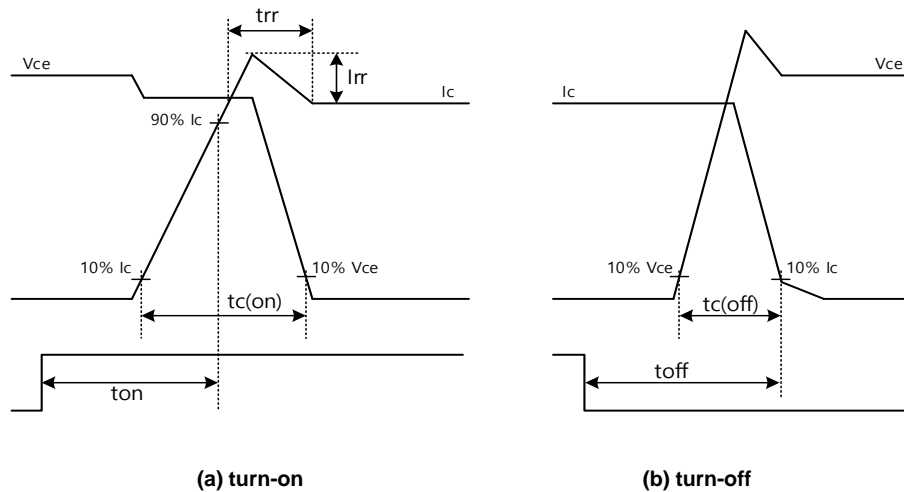 trr
Vce
Irr
Ic
90% Ic
10% Ic
10% Vce
tc(on)
ton
(a) turn-on
Vce
Ic
10% Vce
10% Ic
tc(off)
toff
(b) turn-off